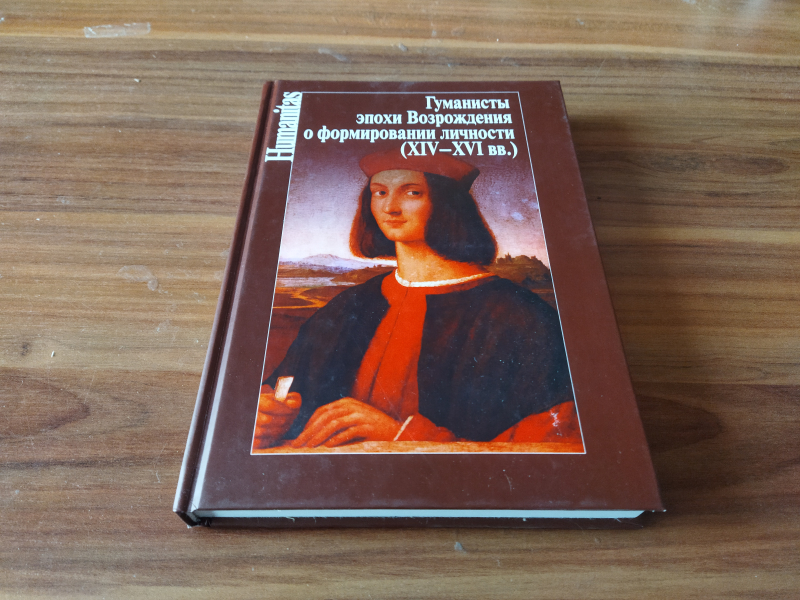 Humanitas
Гуманисты
эпохи Возрождения
о формировании личности
(XIV–XVI вв.)